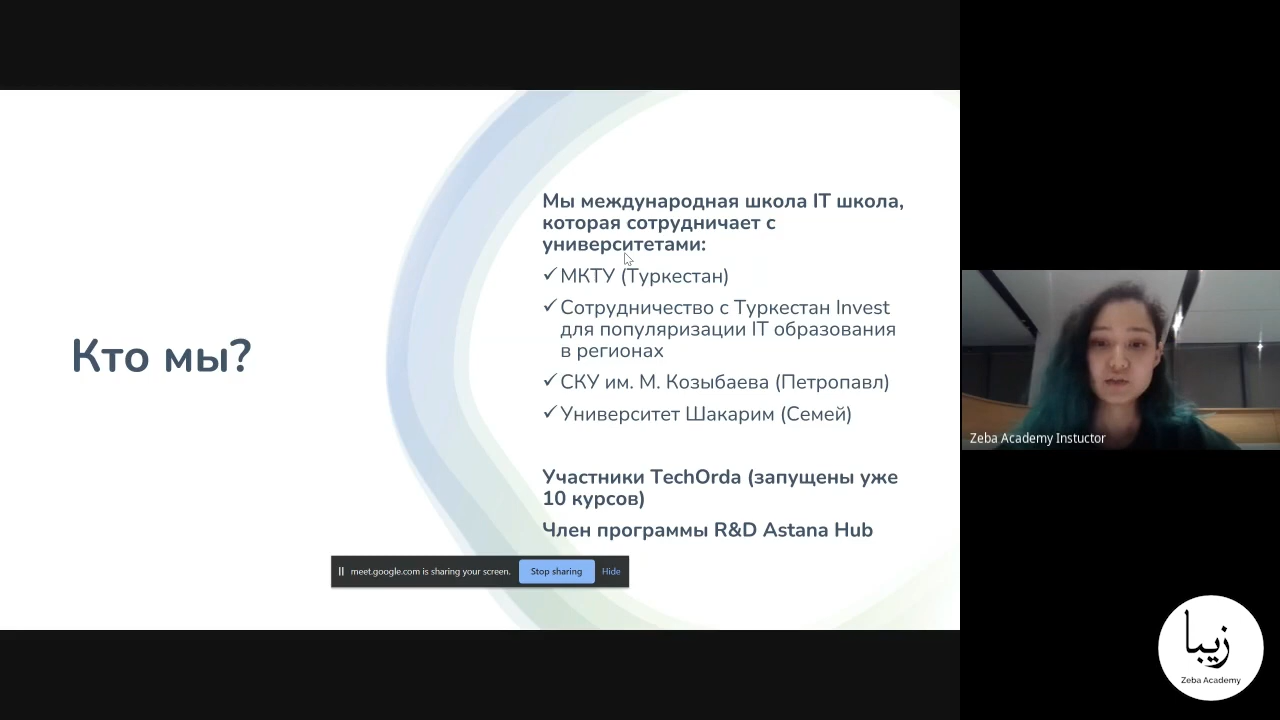 Кто мы?
Мы международная школа IT школа,
которая сотрудничает с
университетами:
✓ МКТУ (Туркестан)
✓ Сотрудничество с Туркестан Invest
для популяризации IT образования
в регионах
✓ СКУ им. М. Козыбаева (Петропавл)
✓ Университет Шакарим (Семей)
Участники TechOrda (запущены уже
10 курсов)
Член программы R&D Astana Hub
meet.google.com is sharing your screen. Stop sharing Hide
Zeba Academy Instuctor
زيبا
Zeba Academy